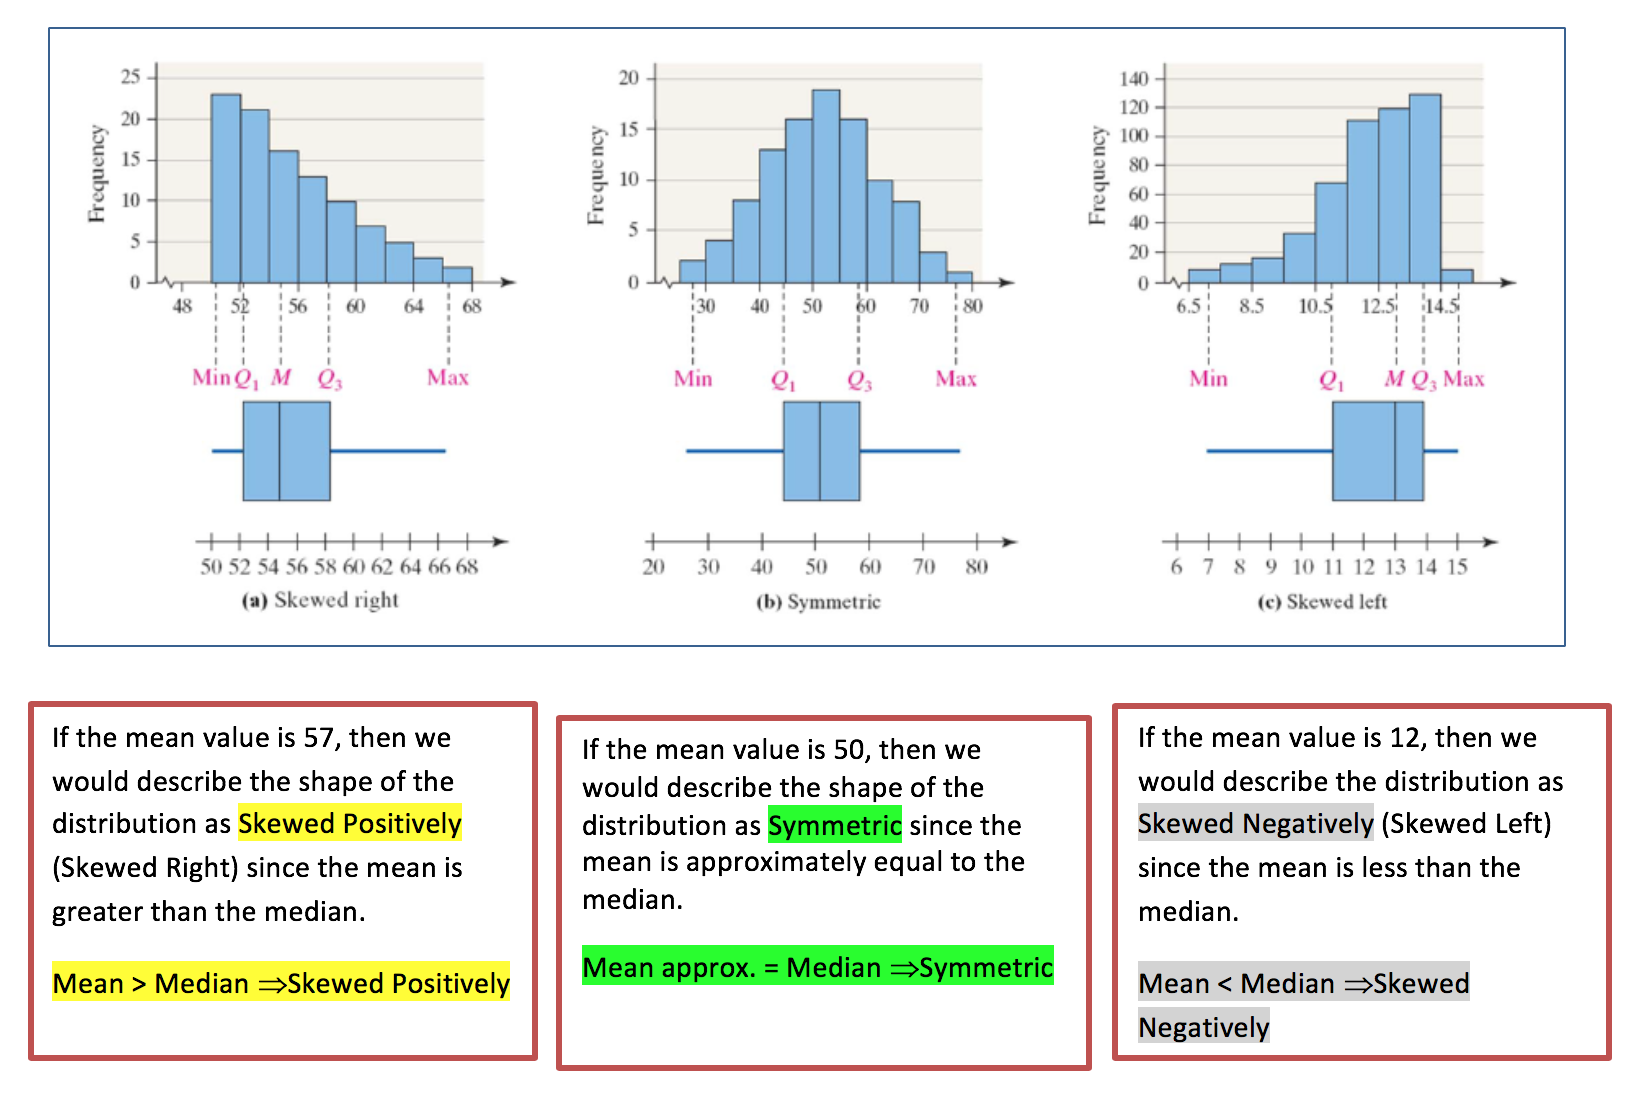 25
20
15
10
5
0
Frequency
48 52 56 60 64 68
Min Q1 M Q3 Max
50 52 54 56 58 60 62 64 66 68
(a) Skewed right
20
15
10
5
0
Frequency
30 40 50 60 70 80
Min Q1 Q3 Max
20 30 40 50 60 70 80
(b) Symmetric
140
120
100
80
60
40
20
0
Frequency
6.5 8.5 10.5 12.5 14.5
Min Q1 M Q3 Max
6 7 8 9 10 11 12 13 14 15
(c) Skewed left
If the mean value is 57, then we
would describe the shape of the
distribution as Skewed Positively
(Skewed Right) since the mean is
greater than the median.
Mean > Median ⇒Skewed Positively
If the mean value is 50, then we
would describe the shape of the
distribution as Symmetric since the
mean is approximately equal to the
median.
Mean approx. = Median ⇒Symmetric
If the mean value is 12, then we
would describe the distribution as
Skewed Negatively (Skewed Left)
since the mean is less than the
median.
Mean < Median ⇒Skewed
Negatively